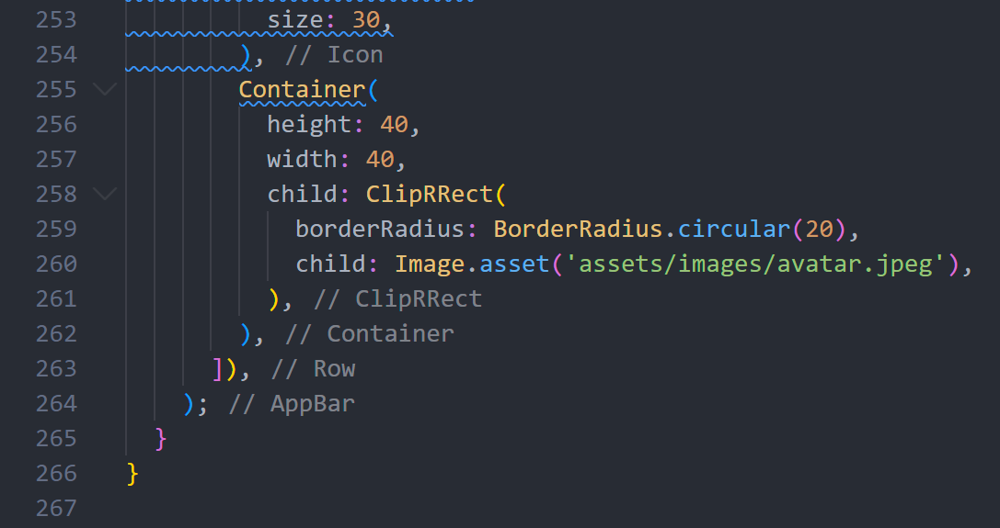 253 size: 30,
254 ), // Icon
255 Container(
256 height: 40,
257 width: 40,
258 child: ClipRRect(
259 borderRadius: BorderRadius.circular(20),
260 child: Image.asset('assets/images/avatar.jpeg'),
261 ), // ClipRRect
262 ), // Container
263 ]), // Row
264 ); // AppBar
265 }
266 }
267